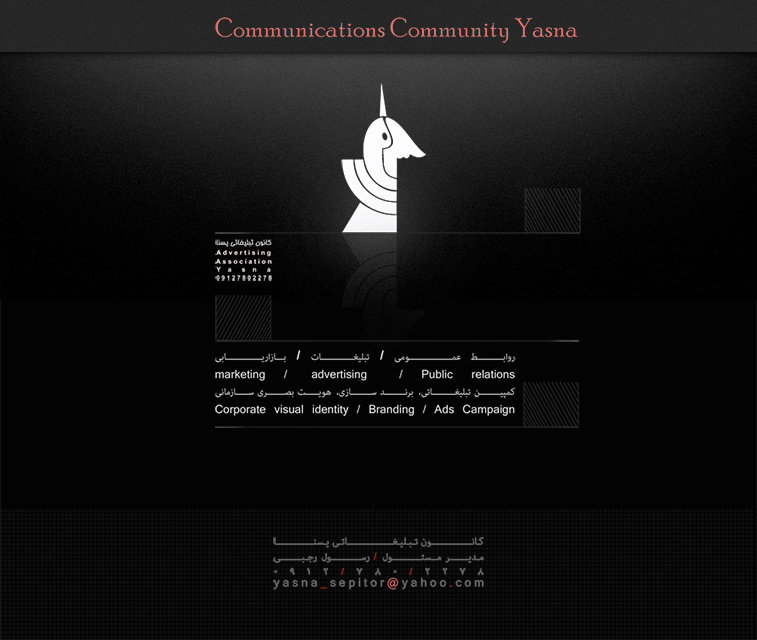 Communications Community Yasna
کانون تبلیغاتی یسنا
Advertising
Association
Yasna
09127802278
روابط عمومی / تبلیغات / بازاریابی
marketing / advertising / Public relations
کمپین تبلیغاتی، برند سازی، هویت بصری سازمانی
Corporate visual identity / Branding / Ads Campaign
کانون تبلیغاتی یسنا
مدیر مسئول / رسول رجبی
۰۹۱۲/۷۸۰/۲۲۷۸
yasna_sepitor@yahoo.com